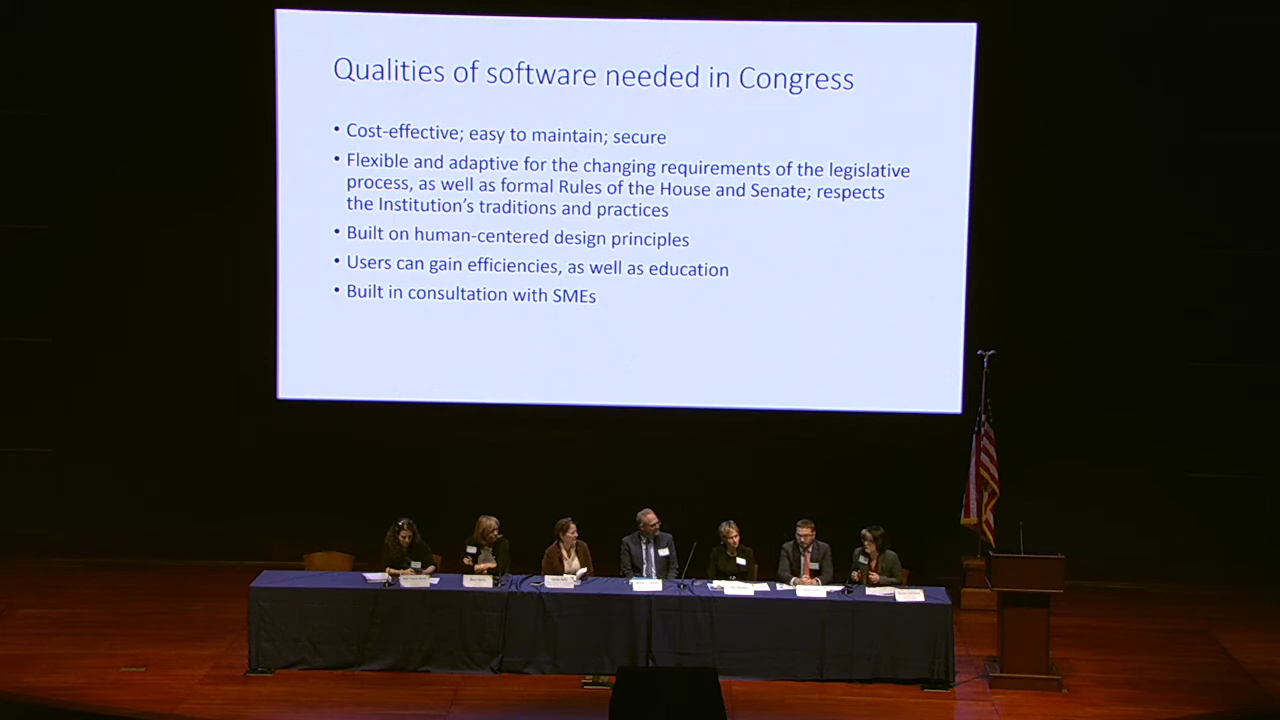 Qualities of software needed in Congress
• Cost-effective; easy to maintain; secure
• Flexible and adaptive for the changing requirements of the legislative
process, as well as formal Rules of the House and Senate; respects
the Institution's traditions and practices
• Built on human-centered design principles
• Users can gain efficiencies, as well as education
• Built in consultation with SMEs